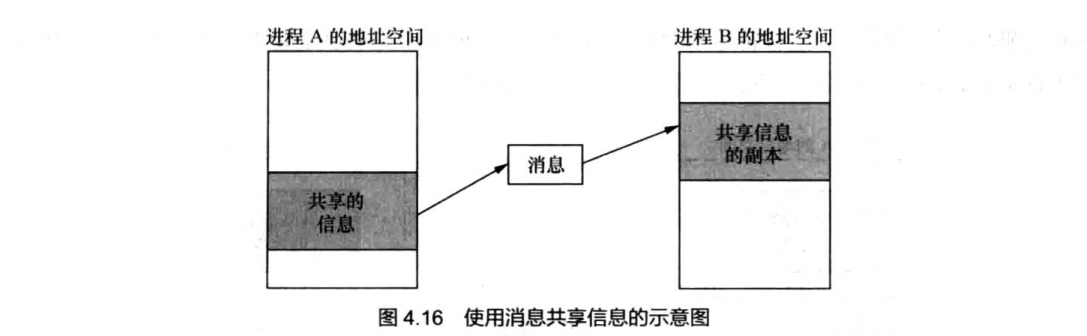 进程 A 的地址空间
进程 B 的地址空间
共享信息
的副本
消息
共享的
信息
图 4.16 使用消息共享信息的示意图